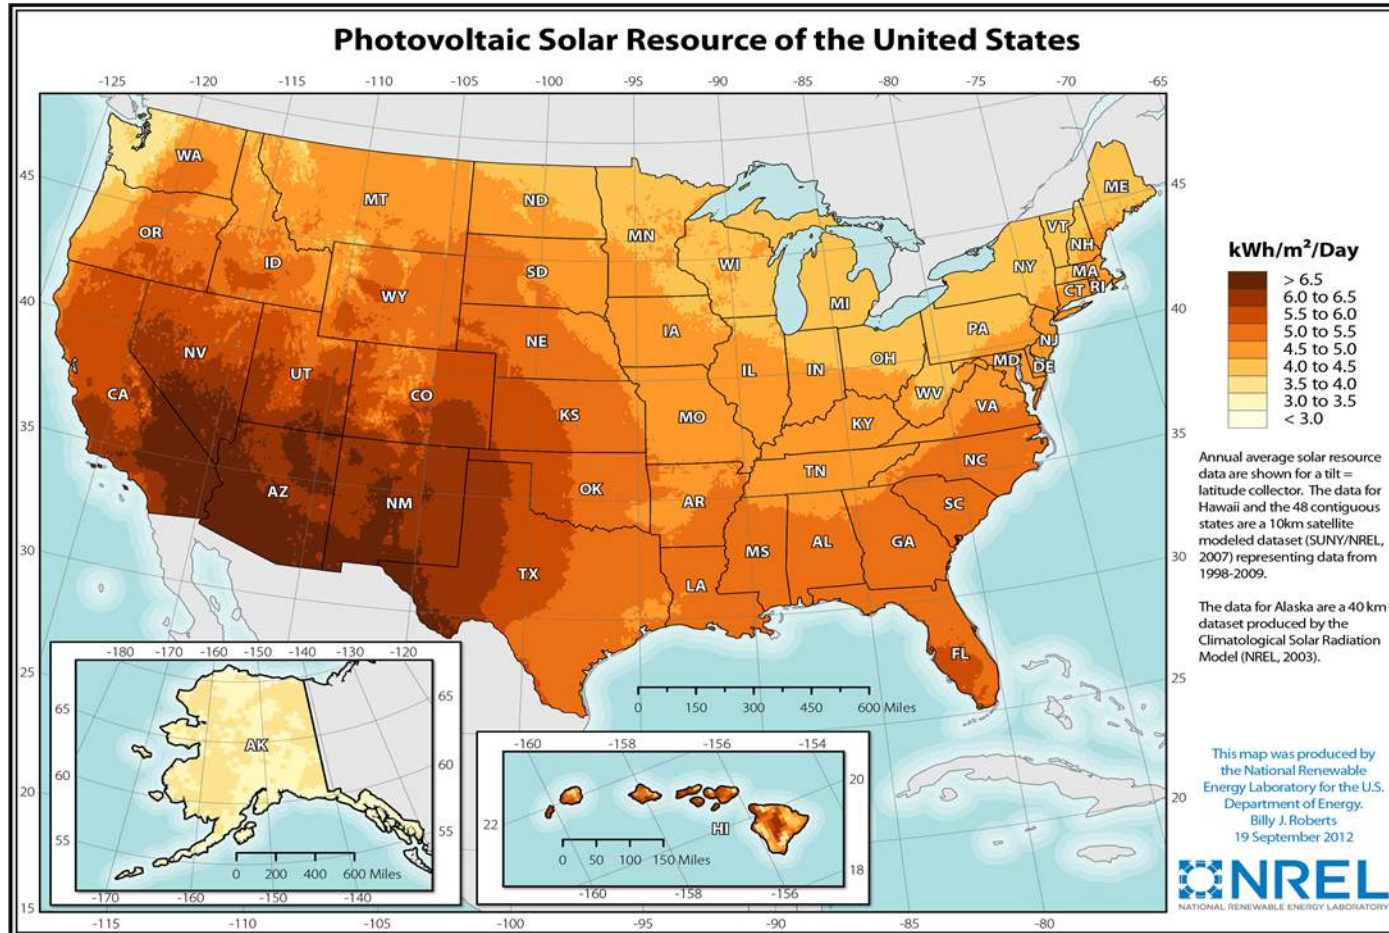 Photovoltaic Solar Resource of the United States
-125 -120 -115 -110 -105 -100 -95 -90 -85 -80 -75 -70 -65
45
40
35
30
25
20
15
45
40
35
30
25
20
-105 -110 -100 -95 -90 -85 -80
WA
OR
CA
NV
ID
MT
WY
UT
CO
AZ
NM
ND
SD
NE
KS
OK
TX
MN
IA
MO
AR
LA
WI
IL
MI
IN
OH
KY
TN
MS
AL
GA
FL
SC
NC
VA
WV
PA
NY
VT
NH
ME
MA
CT RI
NJ
MD
DE
0 150 300 450 600 Miles
-180 -170 -160 -150 -140 -130 -120
65
60
55
65
60
55
AK
0 200 400 600 Miles
-170 -160 -150 -140
-160 -158 -156 -154
22
20
18
HI
0 50 100 150 Miles
-160 -158 -156
kWh/m²/Day
> 6.5
6.0 to 6.5
5.5 to 6.0
5.0 to 5.5
4.5 to 5.0
4.0 to 4.5
3.5 to 4.0
3.0 to 3.5
< 3.0
Annual average solar resource
data are shown for a tilt =
latitude collector. The data for
Hawaii and the 48 contiguous
states are a 10km satellite
modeled dataset (SUNY/NREL,
2007) representing data from
1998-2009.
The data for Alaska are a 40 km
dataset produced by the
Climatological Solar Radiation
Model (NREL, 2003).
This map was produced by
the National Renewable
Energy Laboratory for the U.S.
Department of Energy.
Billy J. Roberts
19 September 2012
NREL
NATIONAL RENEWABLE ENERGY LABORATORY